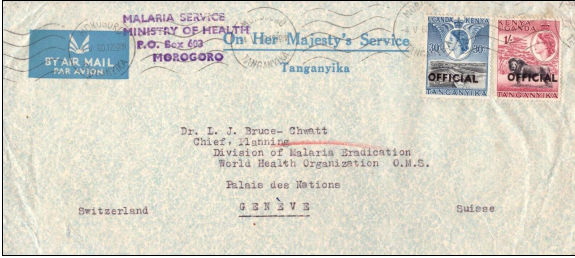 MALARIA SERVICE
MINISTRY OF HEALTH
P.O. Box 603
MOROGORO
BY AIR MAIL
PAR AVION
On Her Majesty's Service
Tanganyika
UGANDA
30c
30c
OFFICIAL
TANGANYIKA
KENYA
UGANDA
1/-
OFFICIAL
TANGANYIKA
Dr. L. J. Bruce- Chwatt
Chief, Planning
Division of Malaria Eradication
World Health Organization O.M.S.
Palais des Nations
Switzerland
GENÈVE
Suisse